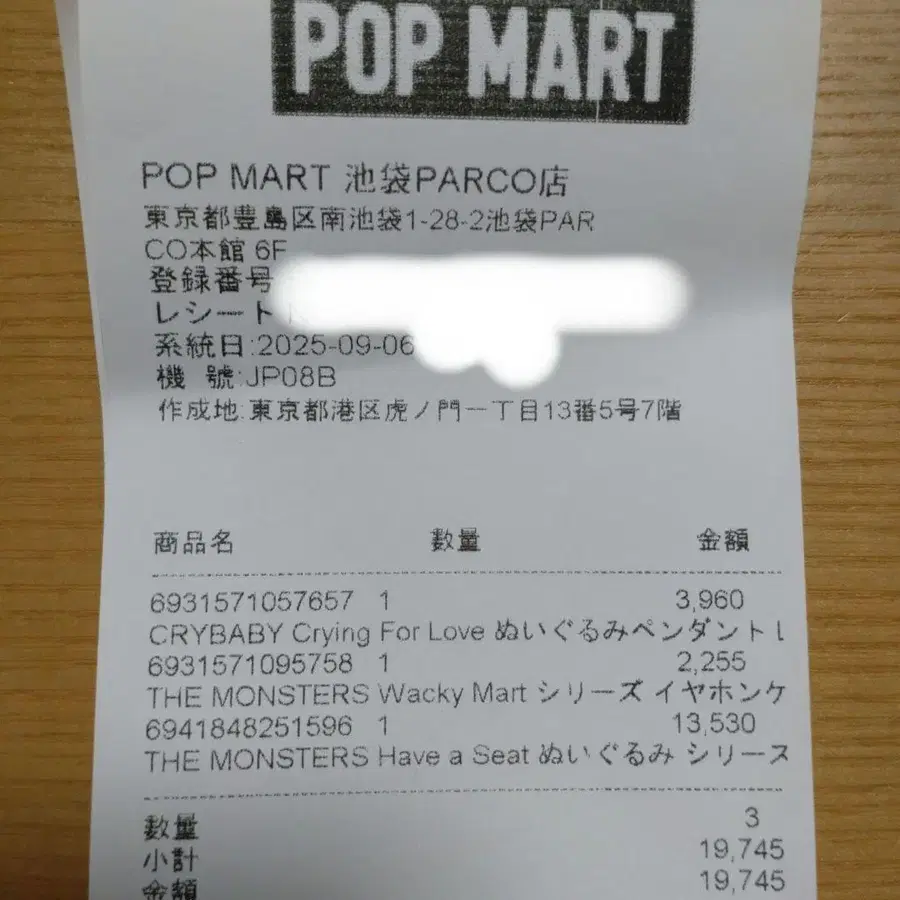 POP MART
POP MART 池袋PARCO店
東京都豊島区南池袋1-28-2池袋PAR
CO本館 6F
登録番号
レシート
系統日:2025-09-06
機 號:JP08B
作成地:東京都港区虎ノ門一丁目13番5号7階
商品名 数量 金額
6931571057657 1 3,960
CRYBABY Crying For Love ぬいぐるみペンダント L
6931571095758 1 2,255
THE MONSTERS Wacky Mart シリーズ イヤホンケ
6941848251596 1 13,530
THE MONSTERS Have a Seat ぬいぐるみ シリーズ
数量 3
小計 19,745
金額 19,745